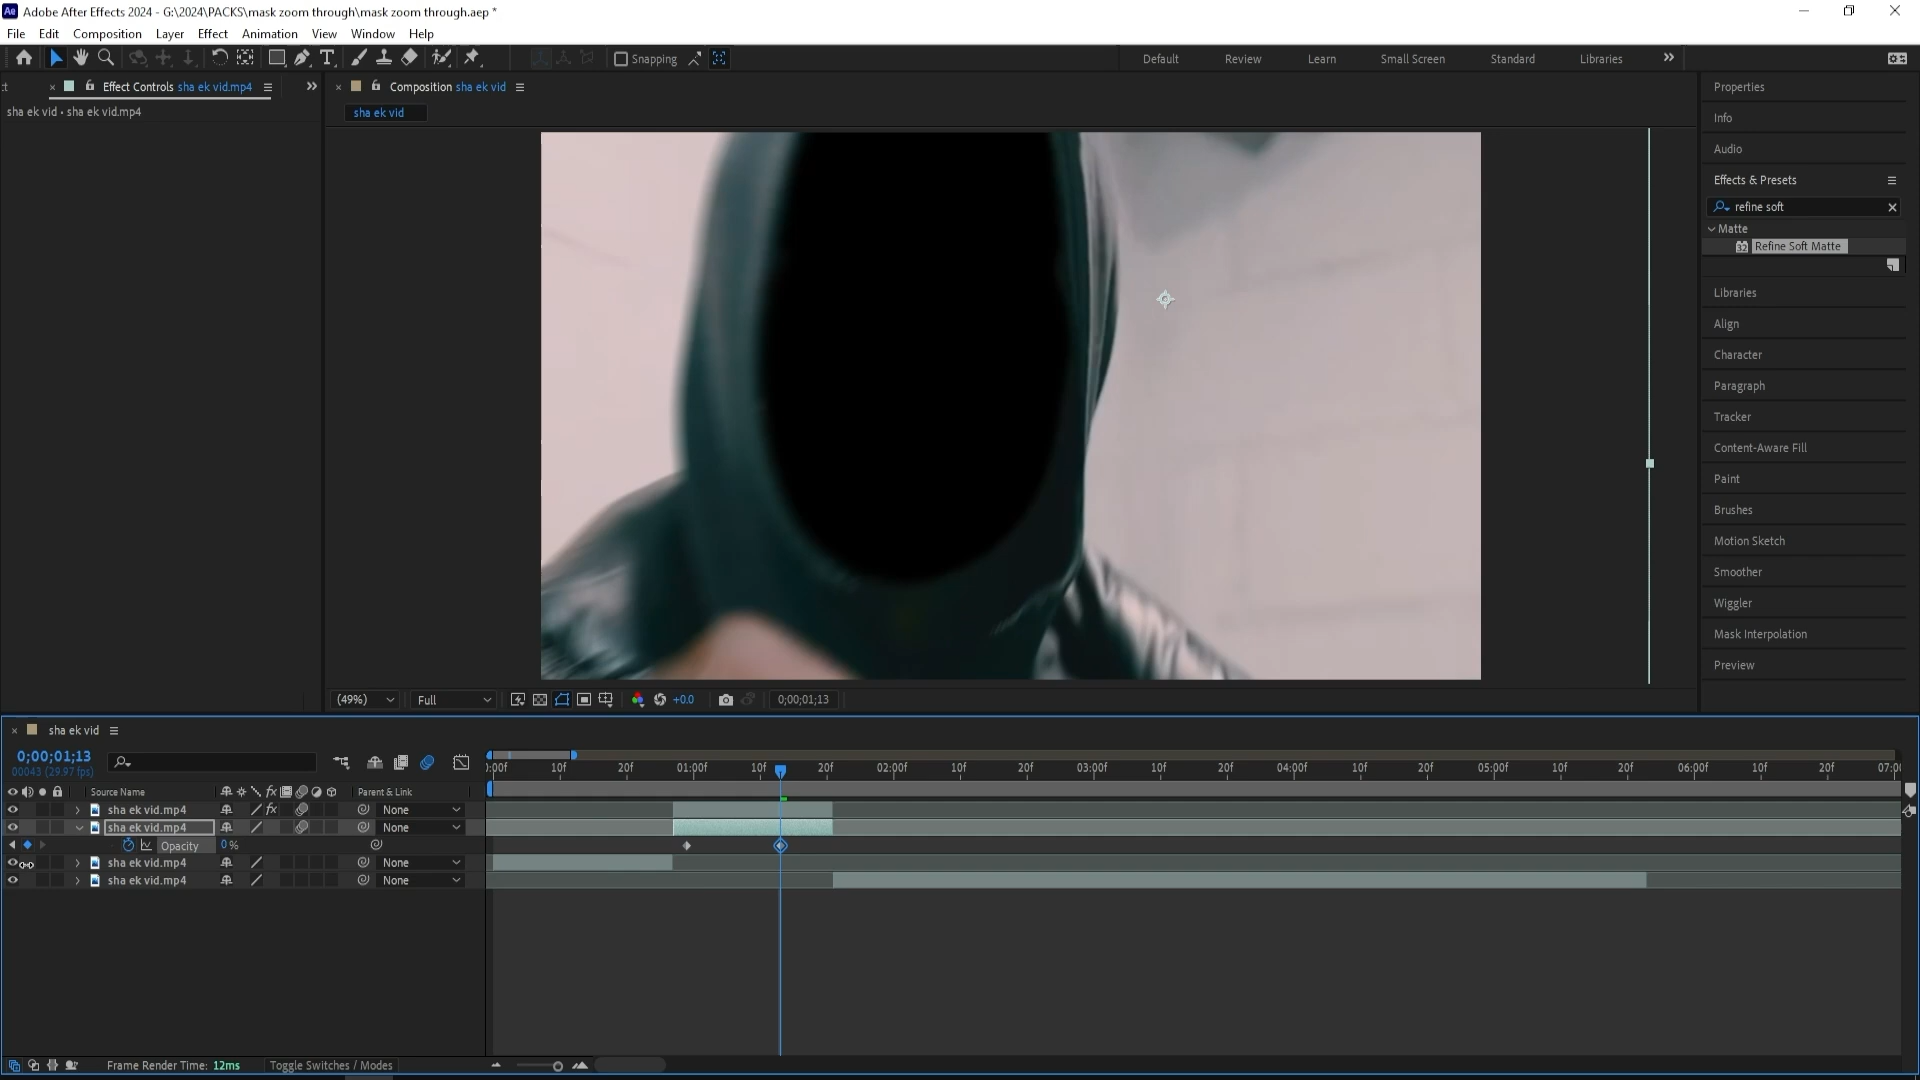 Ae Adobe After Effects 2024 - G:\2024\PACKS\mask zoom through\mask zoom through.aep *
File Edit Composition Layer Effect Animation View Window Help
Snapping Default Review Learn Small Screen Standard Libraries
Effect Controls sha ek vid.mp4
sha ek vid • sha ek vid.mp4
Composition sha ek vid
sha ek vid
Properties
Info
Audio
Effects & Presets
refine soft
Matte
32 Refine Soft Matte
Libraries
Align
Character
Paragraph
Tracker
Content-Aware Fill
Paint
Brushes
Motion Sketch
Smoother
Wiggler
Mask Interpolation
Preview
(49%) Full +0.0 0;00;01;13
sha ek vid
0;00;01;13
00043 (29.97 fps)
):00f 10f 20f 01:00f 10f 20f 02:00f 10f 20f 03:00f 10f 20f 04:00f 10f 20f 05:00f 10f 20f 06:00f 10f 20f 07:0(
Source Name fx Parent & Link
sha ek vid.mp4 fx None
sha ek vid.mp4 None
Opacity 0 %
sha ek vid.mp4 None
sha ek vid.mp4 None
Frame Render Time: 12ms Toggle Switches / Modes